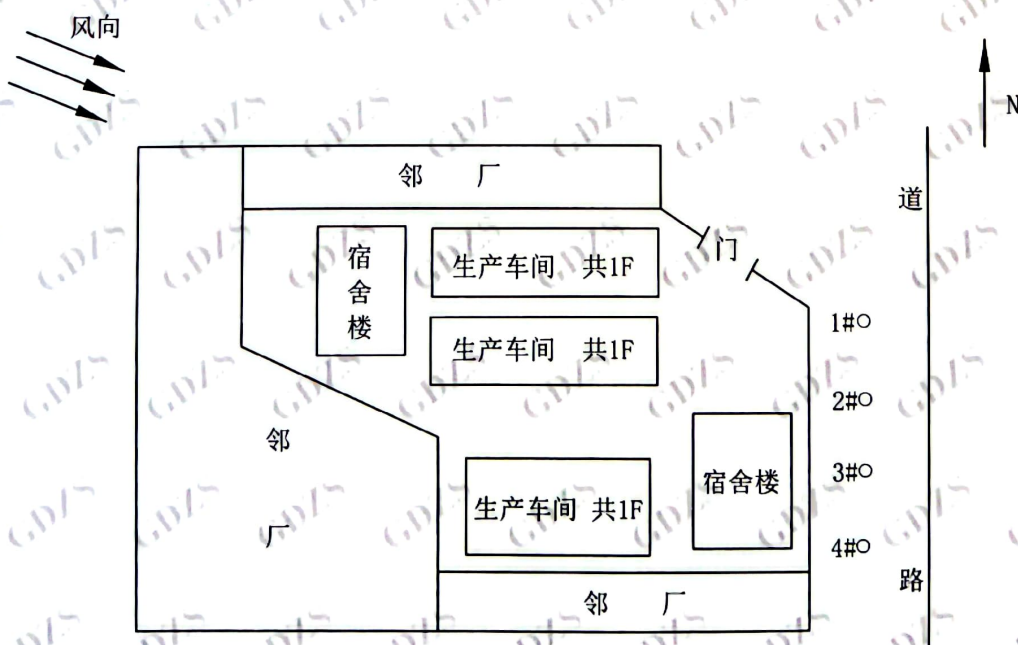 风向
N
邻 厂
道
门
宿舍楼
生产车间 共1F
1#○
生产车间 共1F
2#○
邻
厂
宿舍楼
3#○
生产车间 共1F
4#○
路
邻 厂
GDZS